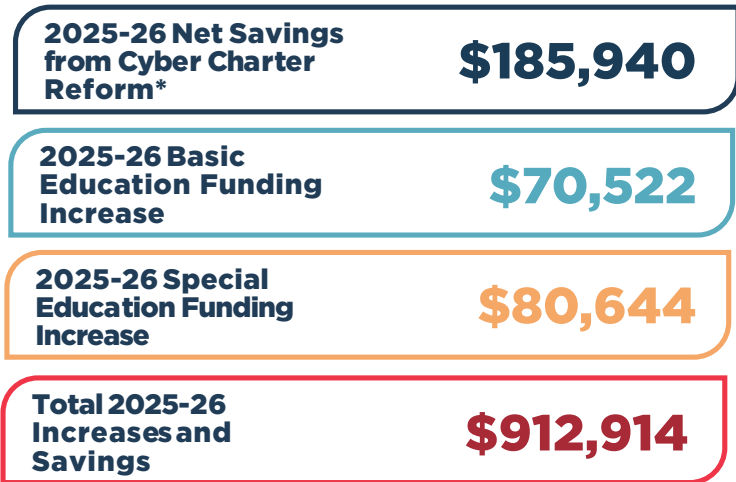 2025-26 Net Savings
from Cyber Charter
Reform*
$185,940
2025-26 Basic
Education Funding
Increase
$70,522
2025-26 Special
Education Funding
Increase
$80,644
Total 2025-26
Increases and
Savings
$912,914